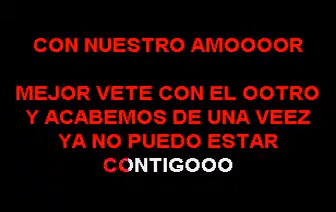 CON NUESTRO AMOOOOR
MEJOR VETE CON EL OOTRO
Y ACABEMOS DE UNA VEEZ
YA NO PUEDO ESTAR
CONTIGOOO